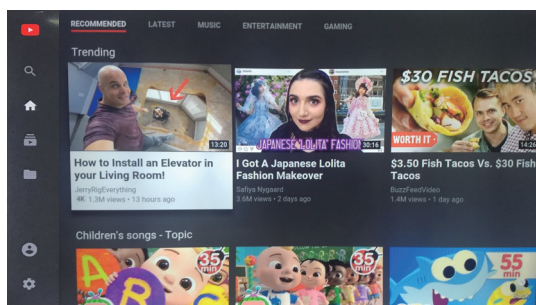 RECOMMENDED LATEST MUSIC ENTERTAINMENT GAMING
Trending
13:20
How to Install an Elevator in
your Living Room!
JerryRigEverything
4K 1.3M views • 13 hours ago
JAPANESE 'LOLITA' FASHION
30:16
I Got A Japanese Lolita
Fashion Makeover
Safiya Nygaard
3.6M views • 2 days ago
$30 FISH TACOS
WORTH IT
14:26
$3.50 Fish Tacos Vs. $30 Fish
Tacos
BuzzFeedVideo
1.4M views • 1 day ago
Children's songs - Topic
A B C
35
min
35
min
55
min